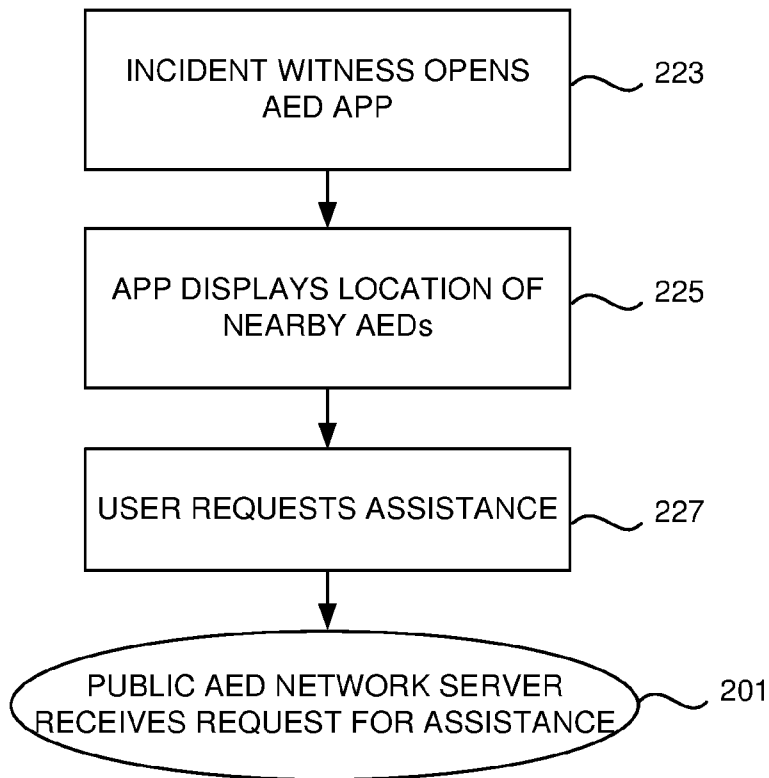 INCIDENT WITNESS OPENS
AED APP
223
APP DISPLAYS LOCATION OF
NEARBY AEDs
225
USER REQUESTS ASSISTANCE
227
PUBLIC AED NETWORK SERVER
RECEIVES REQUEST FOR ASSISTANCE
201